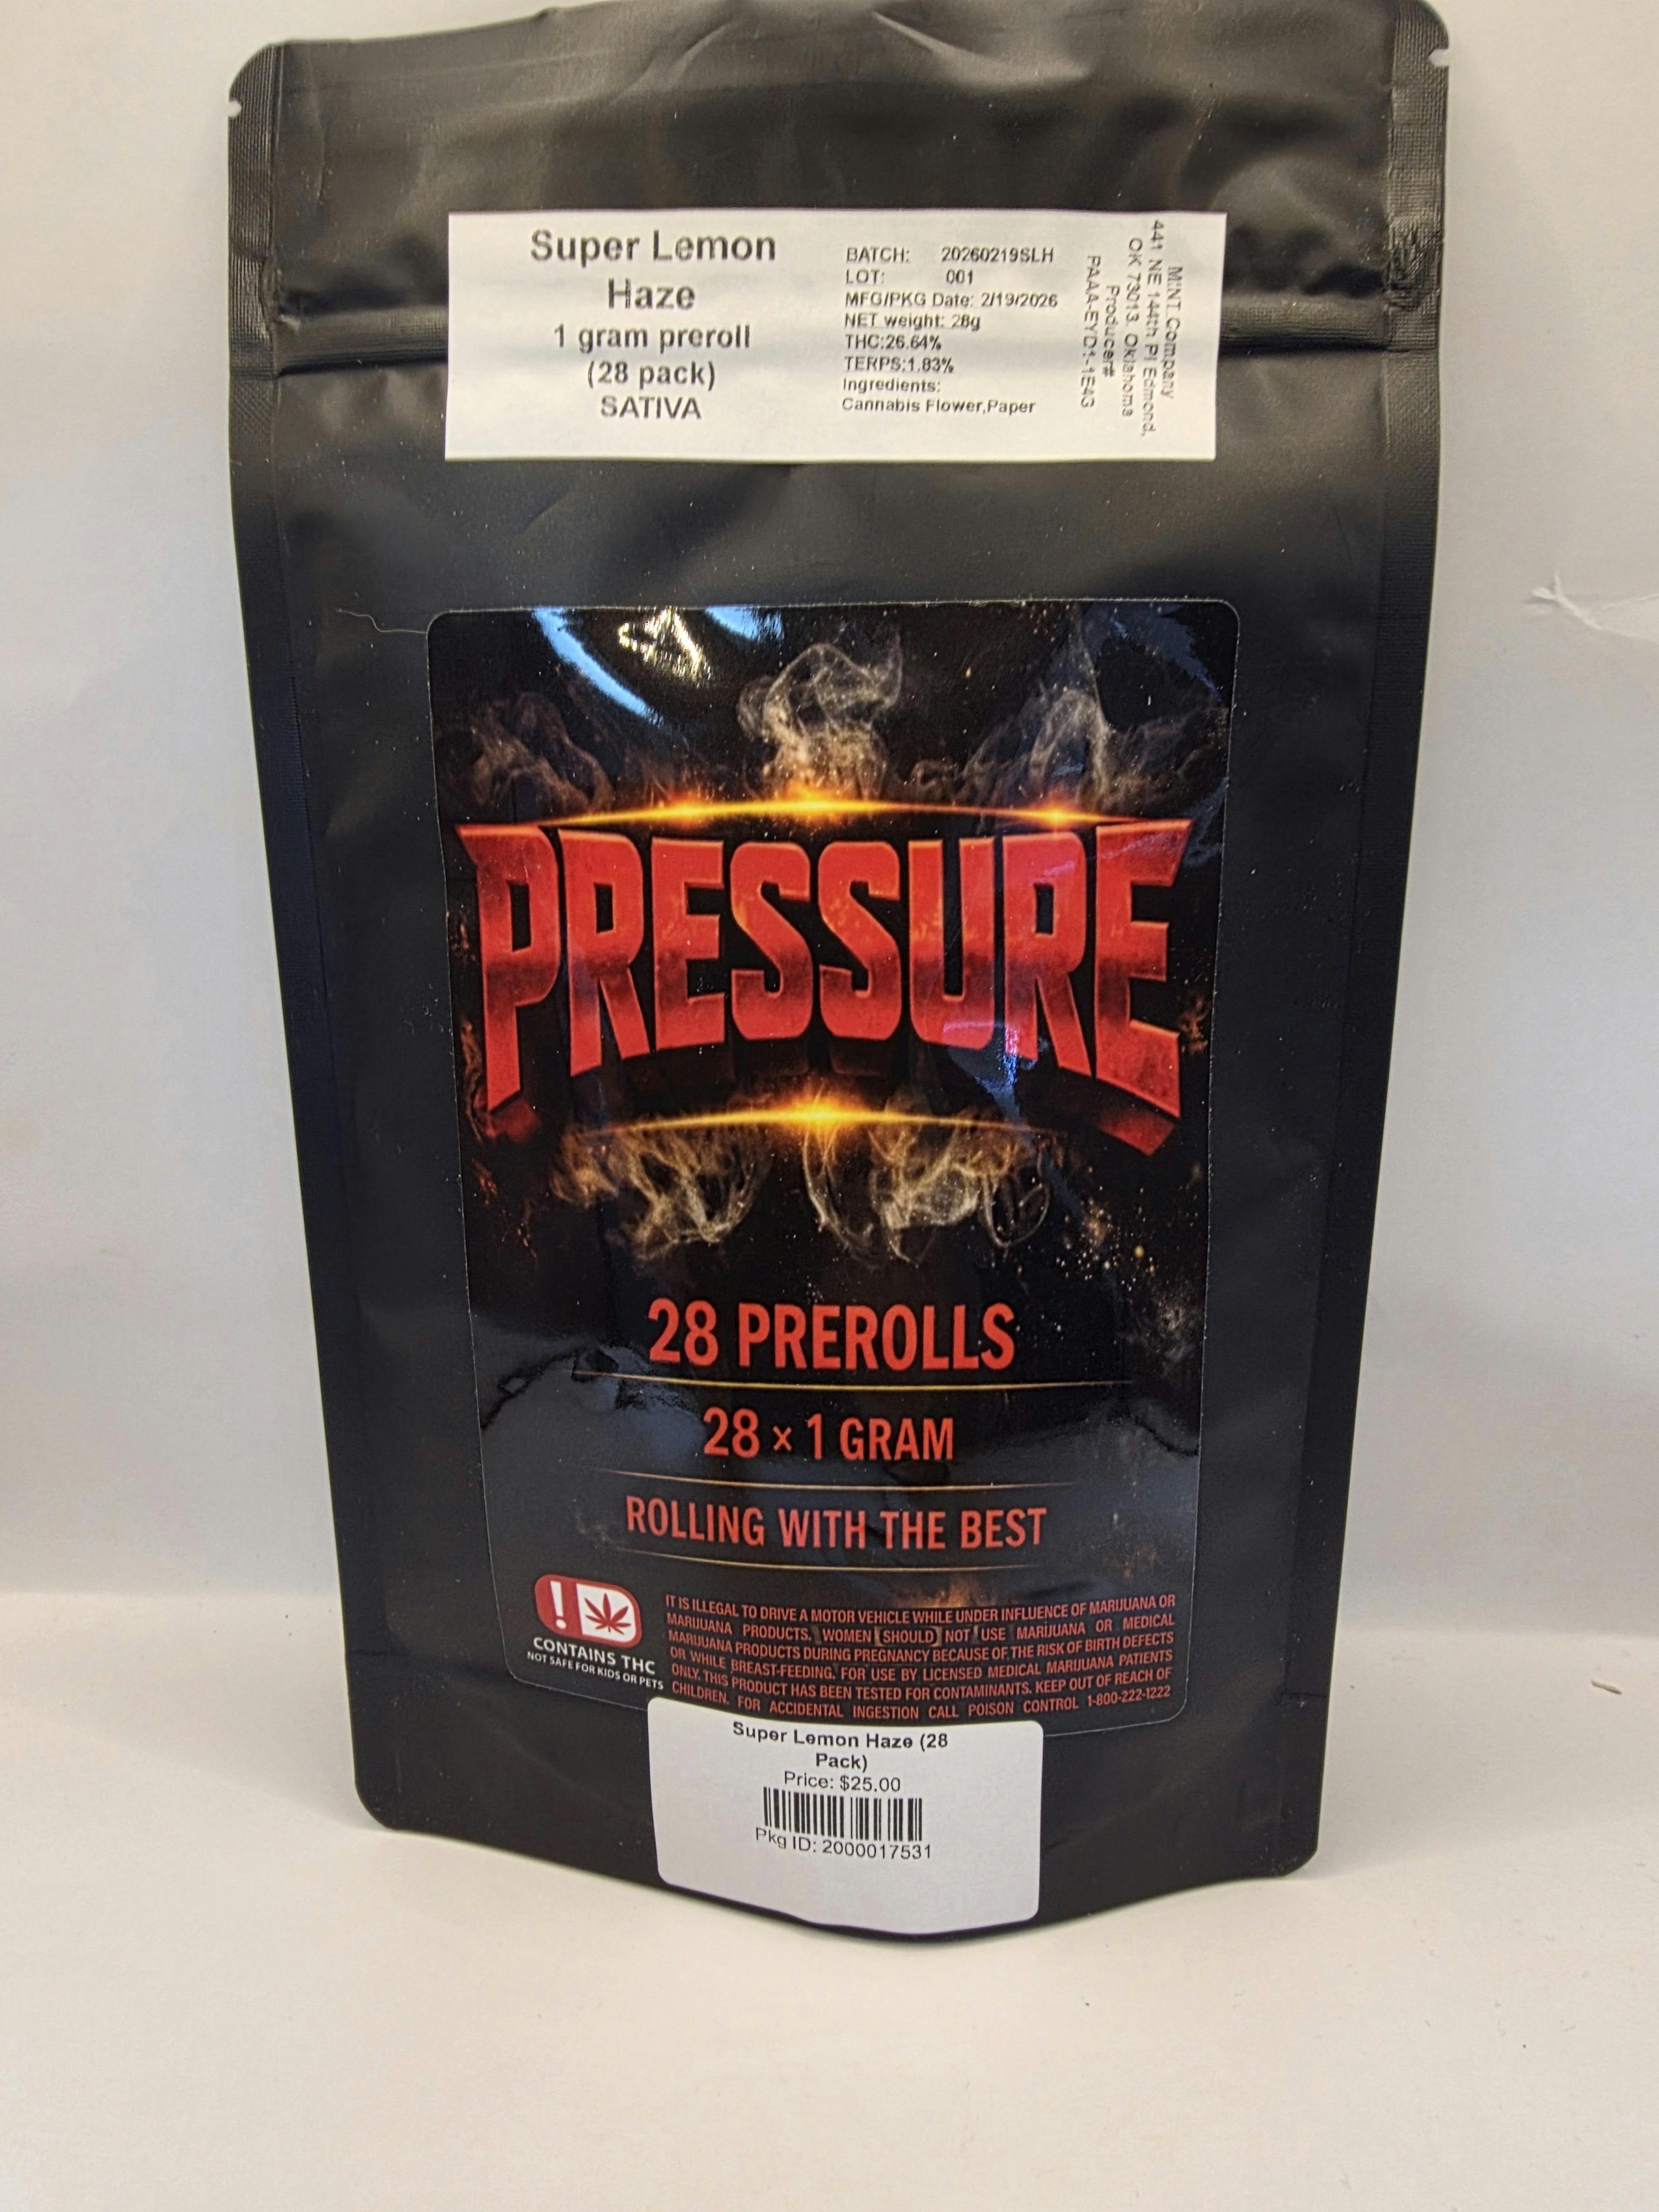 Super Lemon
Haze
1 gram preroll
(28 pack)
SATIVA
BATCH: 20260219SLH
LOT: 001
MFG/PKG Date: 2/19/2026
NET weight: 28g
THC:26.64%
TERPS:1.83%
Ingredients:
Cannabis Flower,Paper
MINT Company
441 NE 144th Pl Edmond,
OK 73013, Oklahoma
Producer#
PAAA-EYD1-1E4G
PRESSURE
28 PREROLLS
28 × 1 GRAM
ROLLING WITH THE BEST
!
CONTAINS THC
NOT SAFE FOR KIDS OR PETS
IT IS ILLEGAL TO DRIVE A MOTOR VEHICLE WHILE UNDER INFLUENCE OF MARIJUANA OR
MARIJUANA PRODUCTS. WOMEN SHOULD NOT USE MARIJUANA OR MEDICAL
MARIJUANA PRODUCTS DURING PREGNANCY BECAUSE OF THE RISK OF BIRTH DEFECTS
OR WHILE BREAST-FEEDING. FOR USE BY LICENSED MEDICAL MARIJUANA PATIENTS
ONLY. THIS PRODUCT HAS BEEN TESTED FOR CONTAMINANTS. KEEP OUT OF REACH OF
CHILDREN. FOR ACCIDENTAL INGESTION CALL POISON CONTROL 1-800-222-1222
Super Lemon Haze (28
Pack)
Price: $25.00
Pkg ID: 2000017531